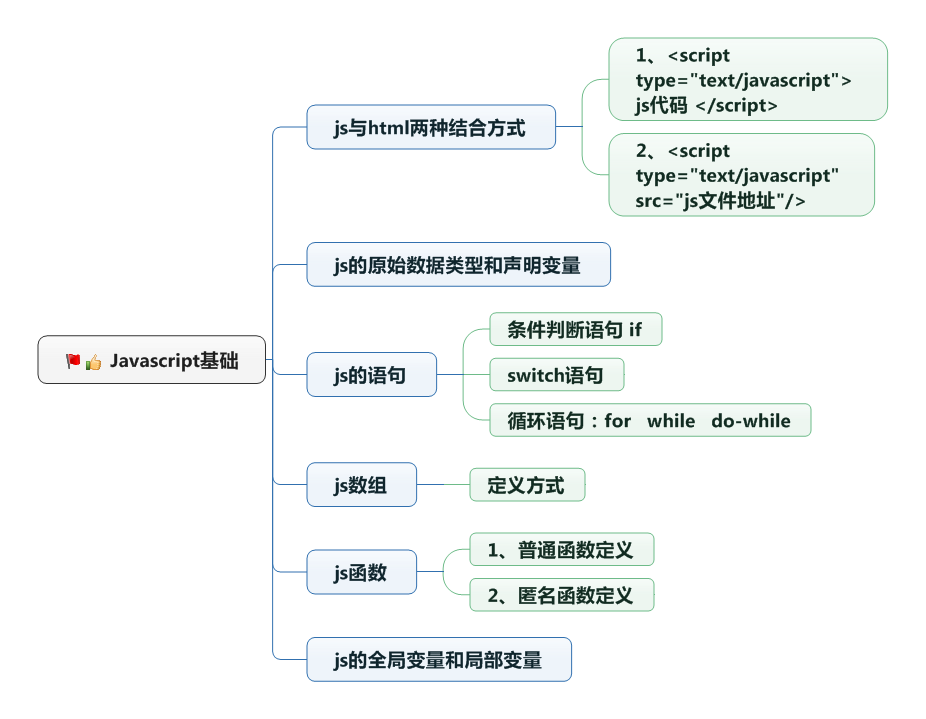 Javascript基础
js与html两种结合方式
1、<script
type="text/javascript">
js代码 </script>
2、<script
type="text/javascript"
src="js文件地址"/>
js的原始数据类型和声明变量
js的语句
条件判断语句 if
switch语句
循环语句：for while do-while
js数组
定义方式
js函数
1、普通函数定义
2、匿名函数定义
js的全局变量和局部变量